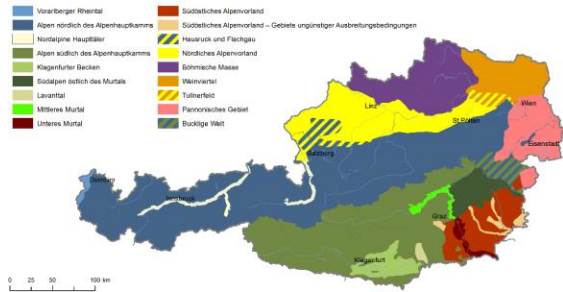 Vorarlberger Rheintal
Alpen nördlich des Alpenhauptkamms
Nordalpine Haupttäler
Alpen südlich des Alpenhauptkamms
Klagenfurter Becken
Südalpen östlich des Murtals
Lavanttal
Mittleres Murtal
Unteres Murtal
Südöstliches Alpenvorland
Südöstliches Alpenvorland – Gebiete ungünstiger Ausbreitungsbedingungen
Hausruck und Flachgau
Nördliches Alpenvorland
Böhmische Masse
Weinviertel
Tullnerfeld
Pannonisches Gebiet
Bucklige Welt
Linz
Wien
St.Pölten
Eisenstadt
Salzburg
Dornbirn
Innsbruck
Graz
Klagenfurt
0 25 50 100 km